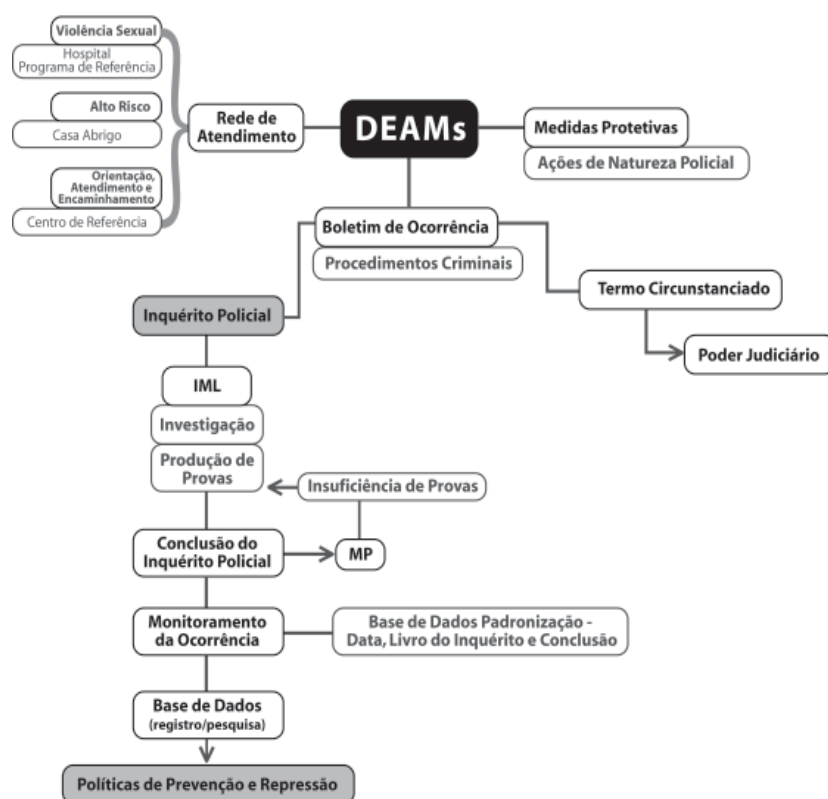 Violência Sexual
Hospital
Programa de Referência
Alto Risco
Casa Abrigo
Orientação,
Atendimento e
Encaminhamento
Centro de Referência
Rede de
Atendimento
DEAMs
Medidas Protetivas
Ações de Natureza Policial
Boletim de Ocorrência
Procedimentos Criminais
Termo Circunstanciado
Poder Judiciário
Inquérito Policial
IML
Investigação
Produção de
Provas
Insuficiência de Provas
Conclusão do
Inquérito Policial
MP
Monitoramento
da Ocorrência
Base de Dados Padronização -
Data, Livro do Inquérito e Conclusão
Base de Dados
(registro/pesquisa)
Políticas de Prevenção e Repressão